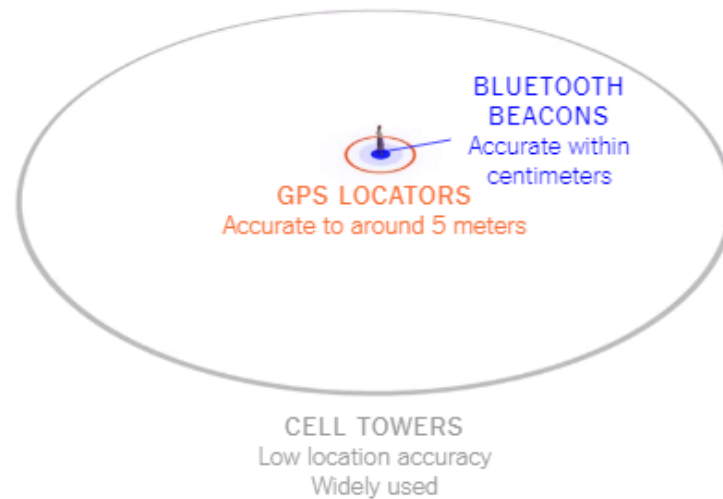 BLUETOOTH
BEACONS
Accurate within
centimeters
GPS LOCATORS
Accurate to around 5 meters
CELL TOWERS
Low location accuracy
Widely used